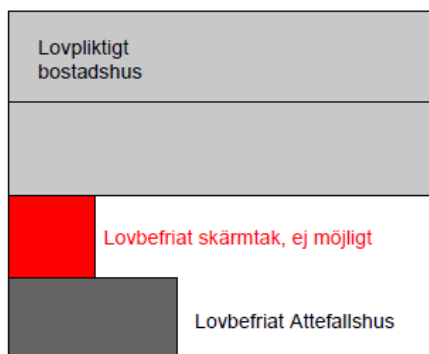 Lovpliktigt
bostadshus
Lovbefriat skärmtak, ej möjligt
Lovbefriat Attefallshus